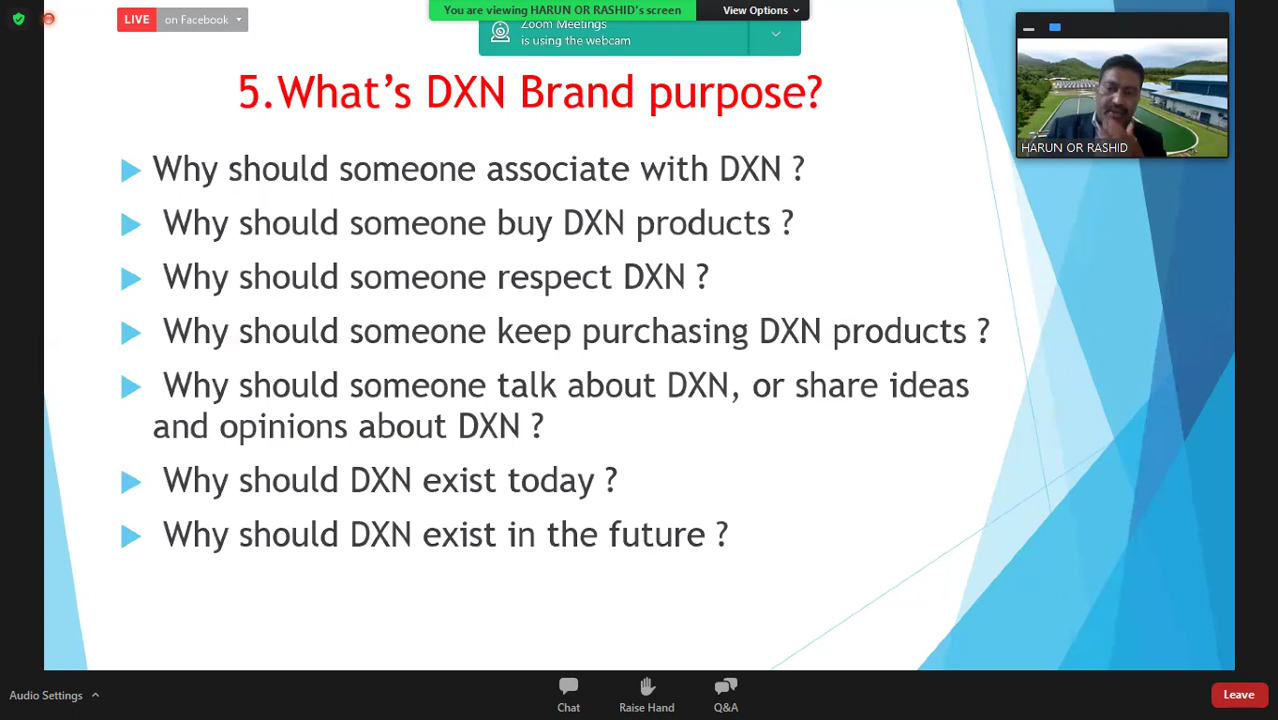 You are viewing HARUN OR RASHID's screen
View Options
LIVE on Facebook
Zoom Meetings
is using the webcam
5.What's DXN Brand purpose?
HARUN OR RASHID
Why should someone associate with DXN ?
Why should someone buy DXN products ?
Why should someone respect DXN ?
Why should someone keep purchasing DXN products ?
Why should someone talk about DXN, or share ideas
and opinions about DXN ?
Why should DXN exist today ?
Why should DXN exist in the future ?
Audio Settings
Chat
Raise Hand
Q&A
Leave